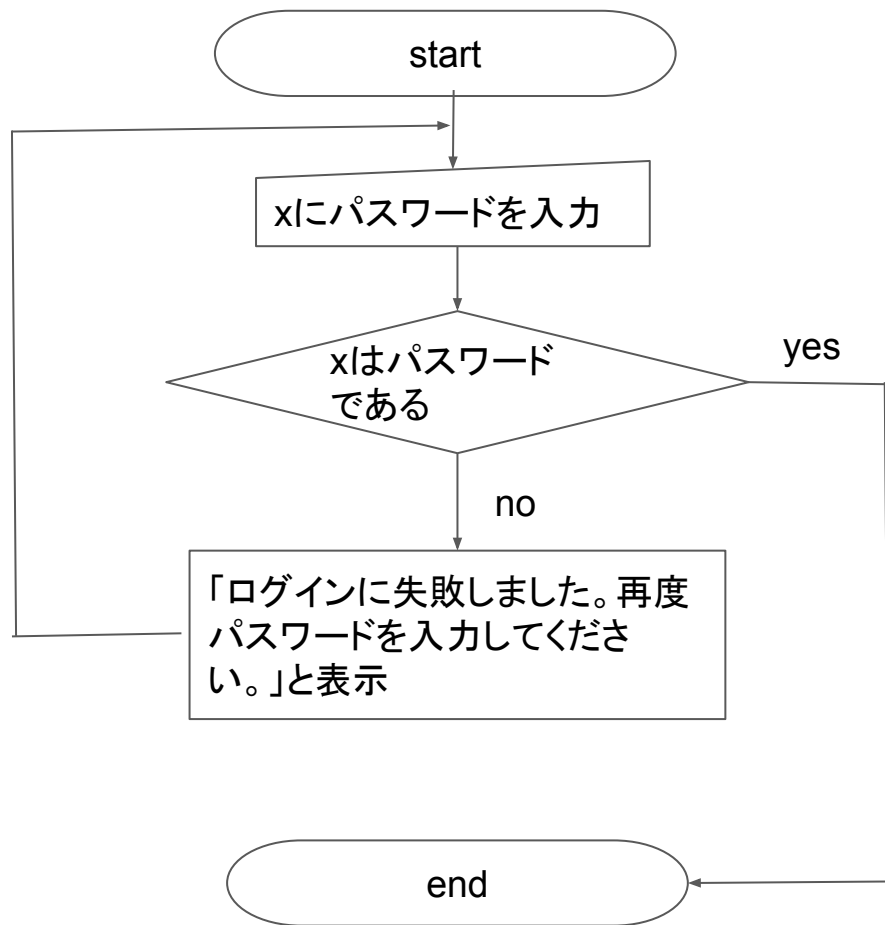 start
xにパスワードを入力
xはパスワード
である
yes
no
「ログインに失敗しました。再度
パスワードを入力してくださ
い。」と表示
end